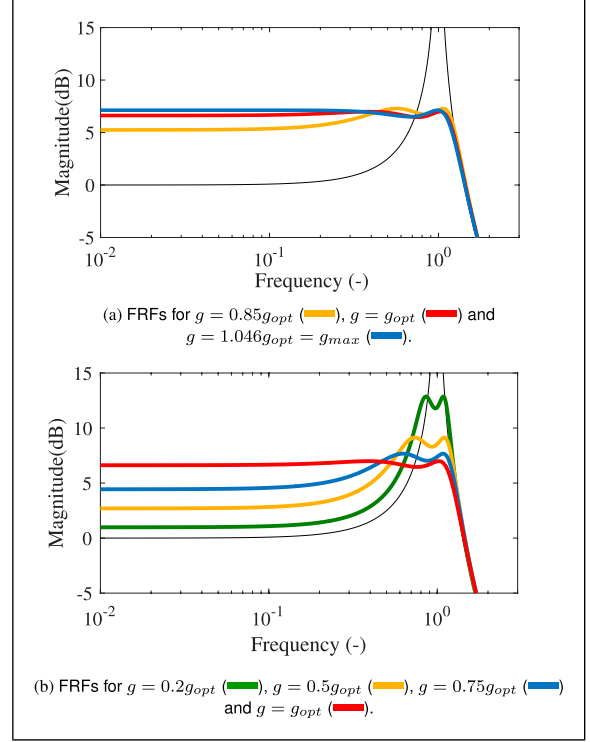 15
10
5
0
-5
Magnitude(dB)
10^-2
10^-1
10^0
Frequency (-)
(a) FRFs for g = 0.85g_opt ( ), g = g_opt ( ) and
g = 1.046g_opt = g_max ( ).
15
10
5
0
-5
Magnitude(dB)
10^-2
10^-1
10^0
Frequency (-)
(b) FRFs for g = 0.2g_opt ( ), g = 0.5g_opt ( ), g = 0.75g_opt ( )
and g = g_opt ( ).